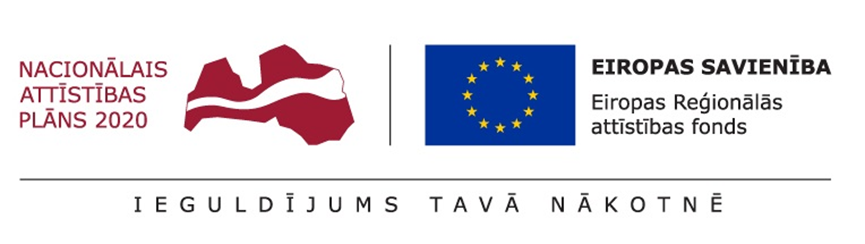 NACIONĀLAIS
ATTĪSTĪBAS
PLĀNS 2020
EIROPAS SAVIENĪBA
Eiropas Reģionālās
attīstības fonds
IEGULDĪJUMS TAVĀ NĀKOTNĒ